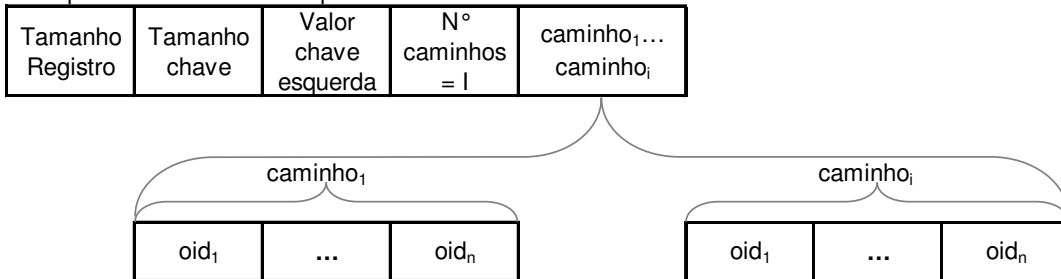 Tamanho Registro
Tamanho chave
Valor chave esquerda
N° caminhos = I
caminho₁... caminhoᵢ
caminho₁
caminhoᵢ
oid₁
...
oidₙ
oid₁
...
oidₙ